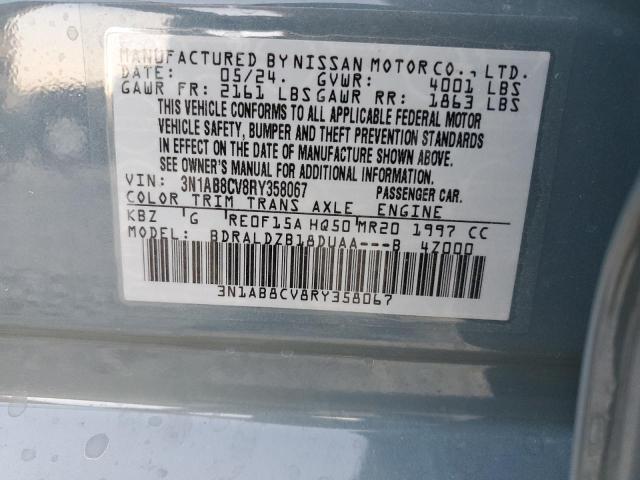 MANUFACTURED BY NISSAN MOTOR CO., LTD.
DATE: 05/24. GVWR: 4001 LBS
GAWR FR: 2161 LBS GAWR RR: 1863 LBS
THIS VEHICLE CONFORMS TO ALL APPLICABLE FEDERAL MOTOR
VEHICLE SAFETY, BUMPER AND THEFT PREVENTION STANDARDS
IN EFFECT ON THE DATE OF MANUFACTURE SHOWN ABOVE.
SEE OWNER'S MANUAL FOR ADDITIONAL INFORMATION.
VIN: 3N1AB8CV8RY358067 PASSENGER CAR.
COLOR TRIM TRANS AXLE ENGINE
KBZ G RE0F15A HQ50 MR20 1997 CC
MODEL: BDRALDZB18DUAA---B 4Z000
3N1AB8CV8RY358067